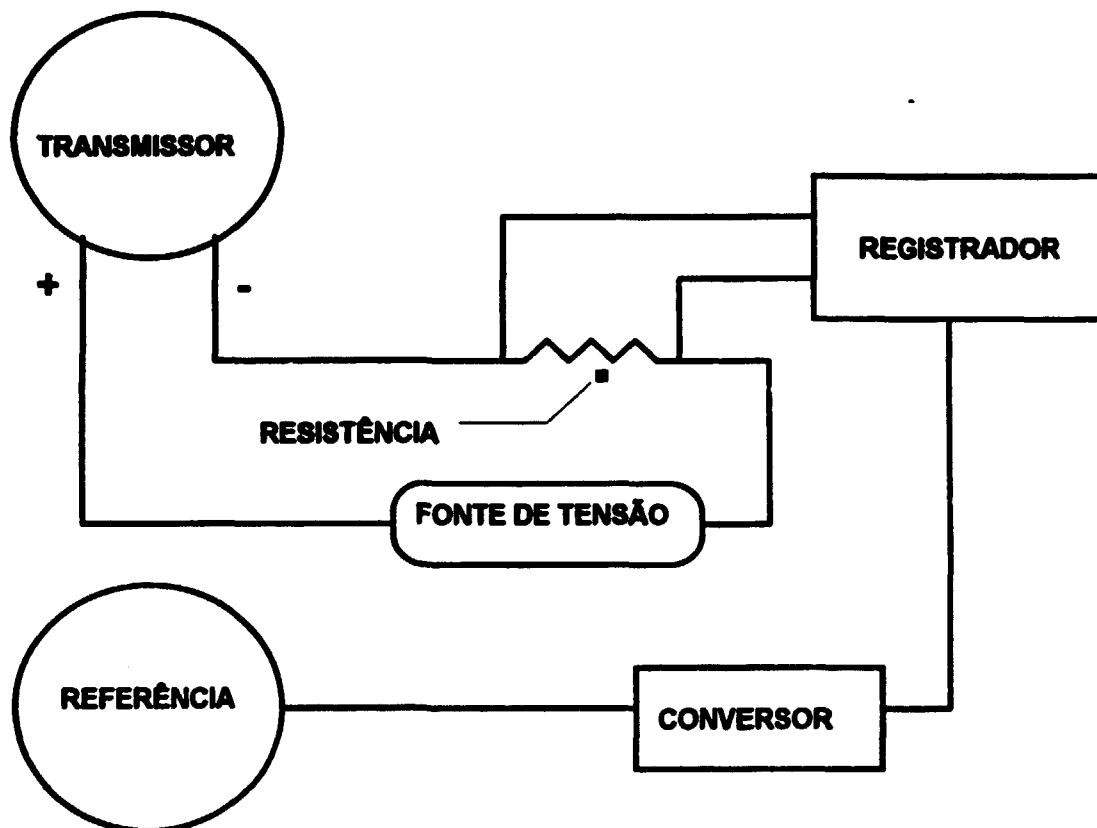 TRANSMISSOR
REGISTRADOR
+
-
RESISTÊNCIA
FONTE DE TENSÃO
REFERÊNCIA
CONVERSOR